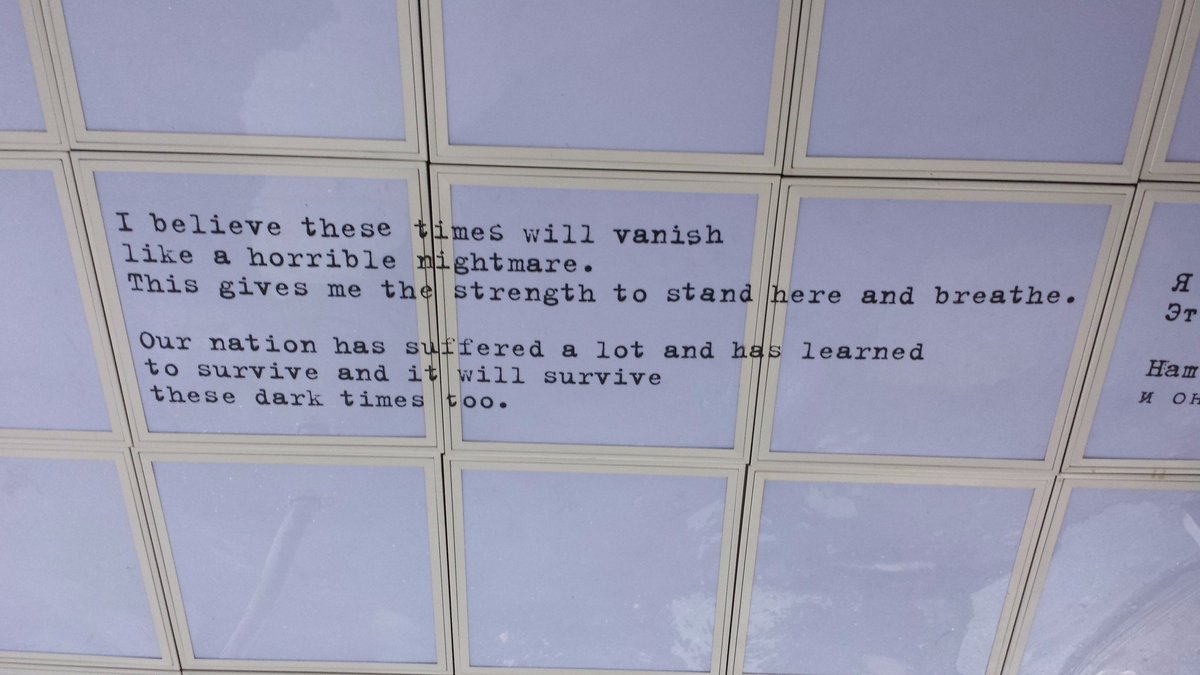 I believe these times will vanish
like a horrible nightmare.
This gives me the strength to stand here and breathe.
Our nation has suffered a lot and has learned
to survive and it will survive
these dark times too.
Я
Эт
Наш
и он